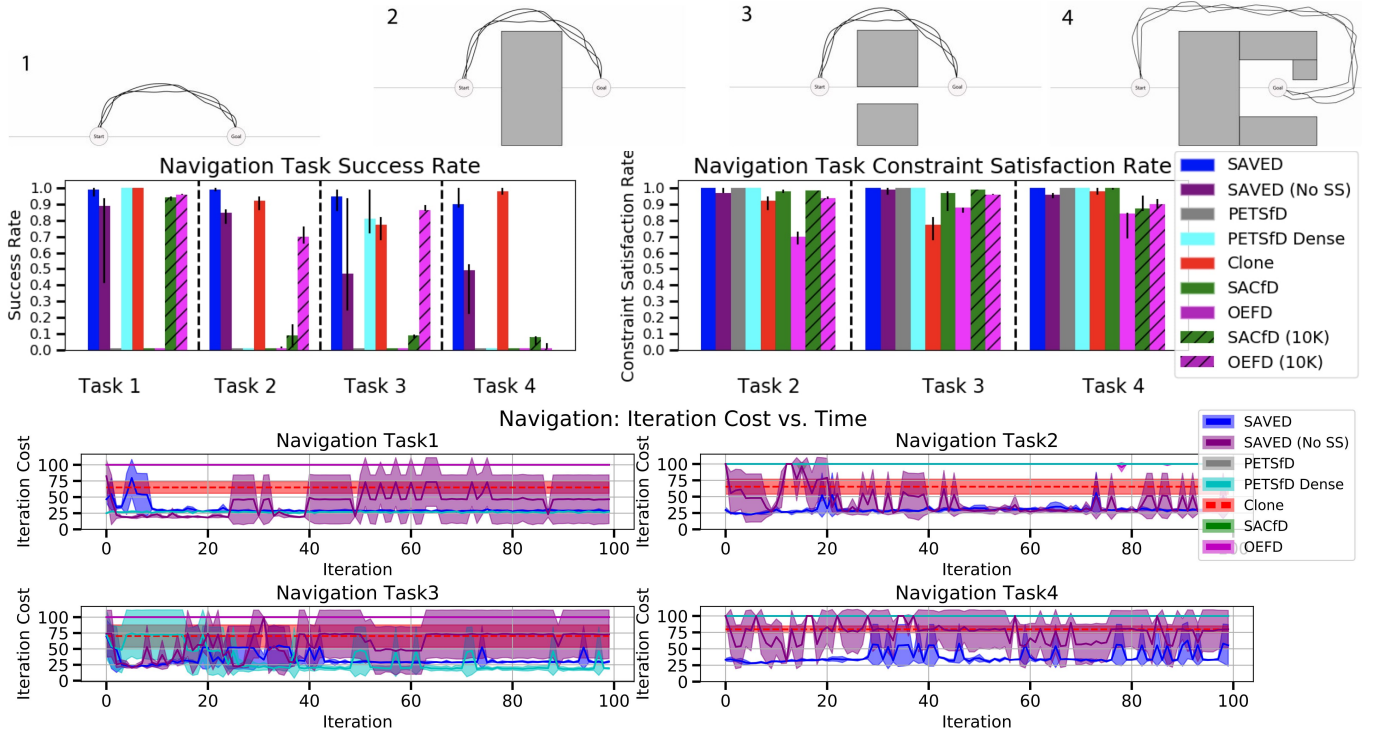 1
2
3
4
Start
Goal
Start
Goal
Start
Goal
Start
Goal
Navigation Task Success Rate
Success Rate
1.0
0.9
0.8
0.7
0.6
0.5
0.4
0.3
0.2
0.1
0.0
Task 1
Task 2
Task 3
Task 4
Navigation Task Constraint Satisfaction Rate
Constraint Satisfaction Rate
1.0
0.9
0.8
0.7
0.6
0.5
0.4
0.3
0.2
0.1
0.0
Task 2
Task 3
Task 4
SAVED
SAVED (No SS)
PETSfD
PETSfD Dense
Clone
SACfD
OEFD
SACfD (10K)
OEFD (10K)
Navigation: Iteration Cost vs. Time
Navigation Task1
Iteration Cost
100
75
50
25
0
0
20
40
60
80
100
Iteration
Navigation Task2
Iteration Cost
100
75
50
25
0
0
20
40
60
80
Iteration
SAVED
SAVED (No SS)
PETSfD
PETSfD Dense
Clone
SACfD
OEFD
Navigation Task3
Iteration Cost
100
75
50
25
0
0
20
40
60
80
100
Iteration
Navigation Task4
Iteration Cost
100
75
50
25
0
0
20
40
60
80
100
Iteration